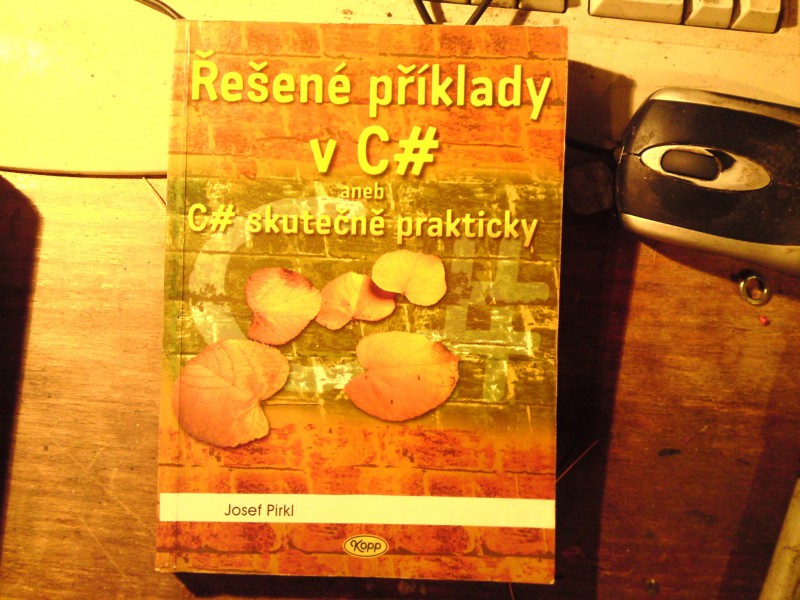 Řešené příklady
v C#
aneb
C# skutečně prakticky
C#
Josef Pirkl
Kopp